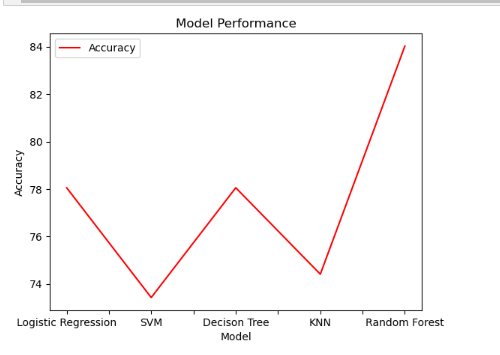 Model Performance
Accuracy
84
82
80
78
76
74
Accuracy
Logistic Regression SVM Decison Tree KNN Random Forest
Model